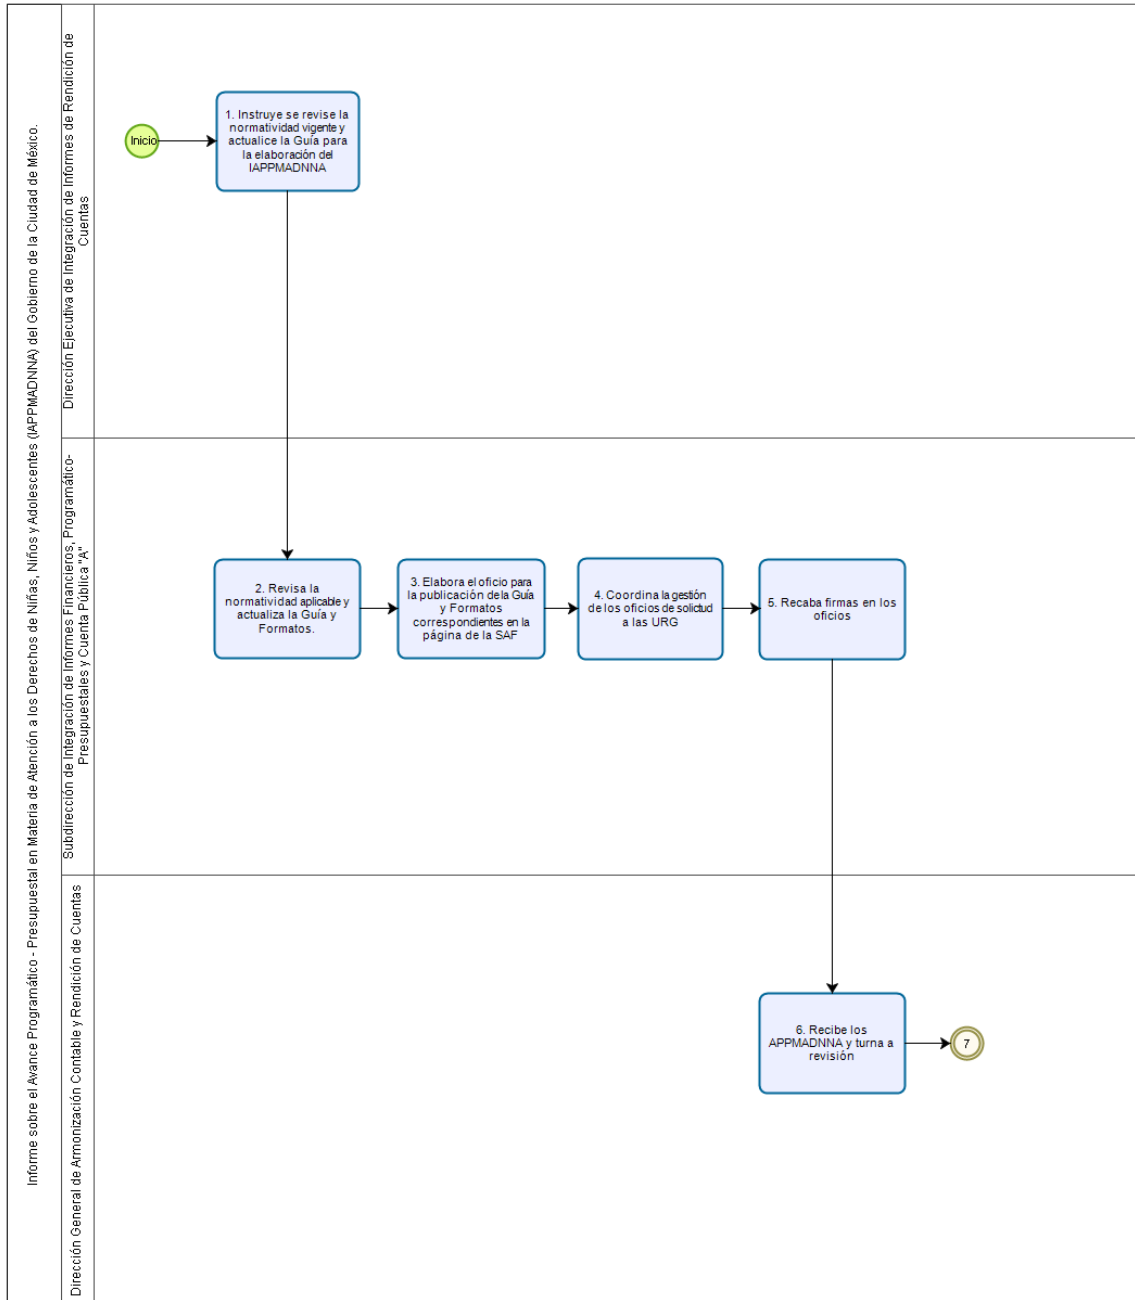 Informe sobre el Avance Programático - Presupuestal en Materia de Atención a los Derechos de Niñas, Niños y Adolescentes (IAPPMADNNA) del Gobierno de la Ciudad de México.
Dirección Ejecutiva de Integración de Informes de Rendición de
Cuentas
Inicio
1. Instruye se revise la
normatividad vigente y
actualice la Guía para
la elaboración del
IAPPMADNNA
Subdirección de Integración de Informes Financieros, Programático-
Presupuestales y Cuenta Pública "A"
2. Revisa la
normatividad aplicable y
actualiza la Guía y
Formatos.
3. Elabora el oficio para
la publicación dela Guía
y Formatos
correspondientes en la
página de la SAF
4. Coordina la gestión
de los oficios de solictud
a las URG
5. Recaba firmas en los
oficios
Dirección General de Armonización Contable y Rendición de Cuentas
6. Recibe los
APPMADNNA y turna a
revisión
7